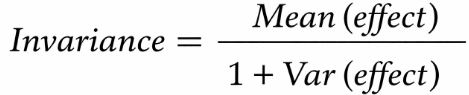 Invariance = Mean (effect) / 1 + Var (effect)